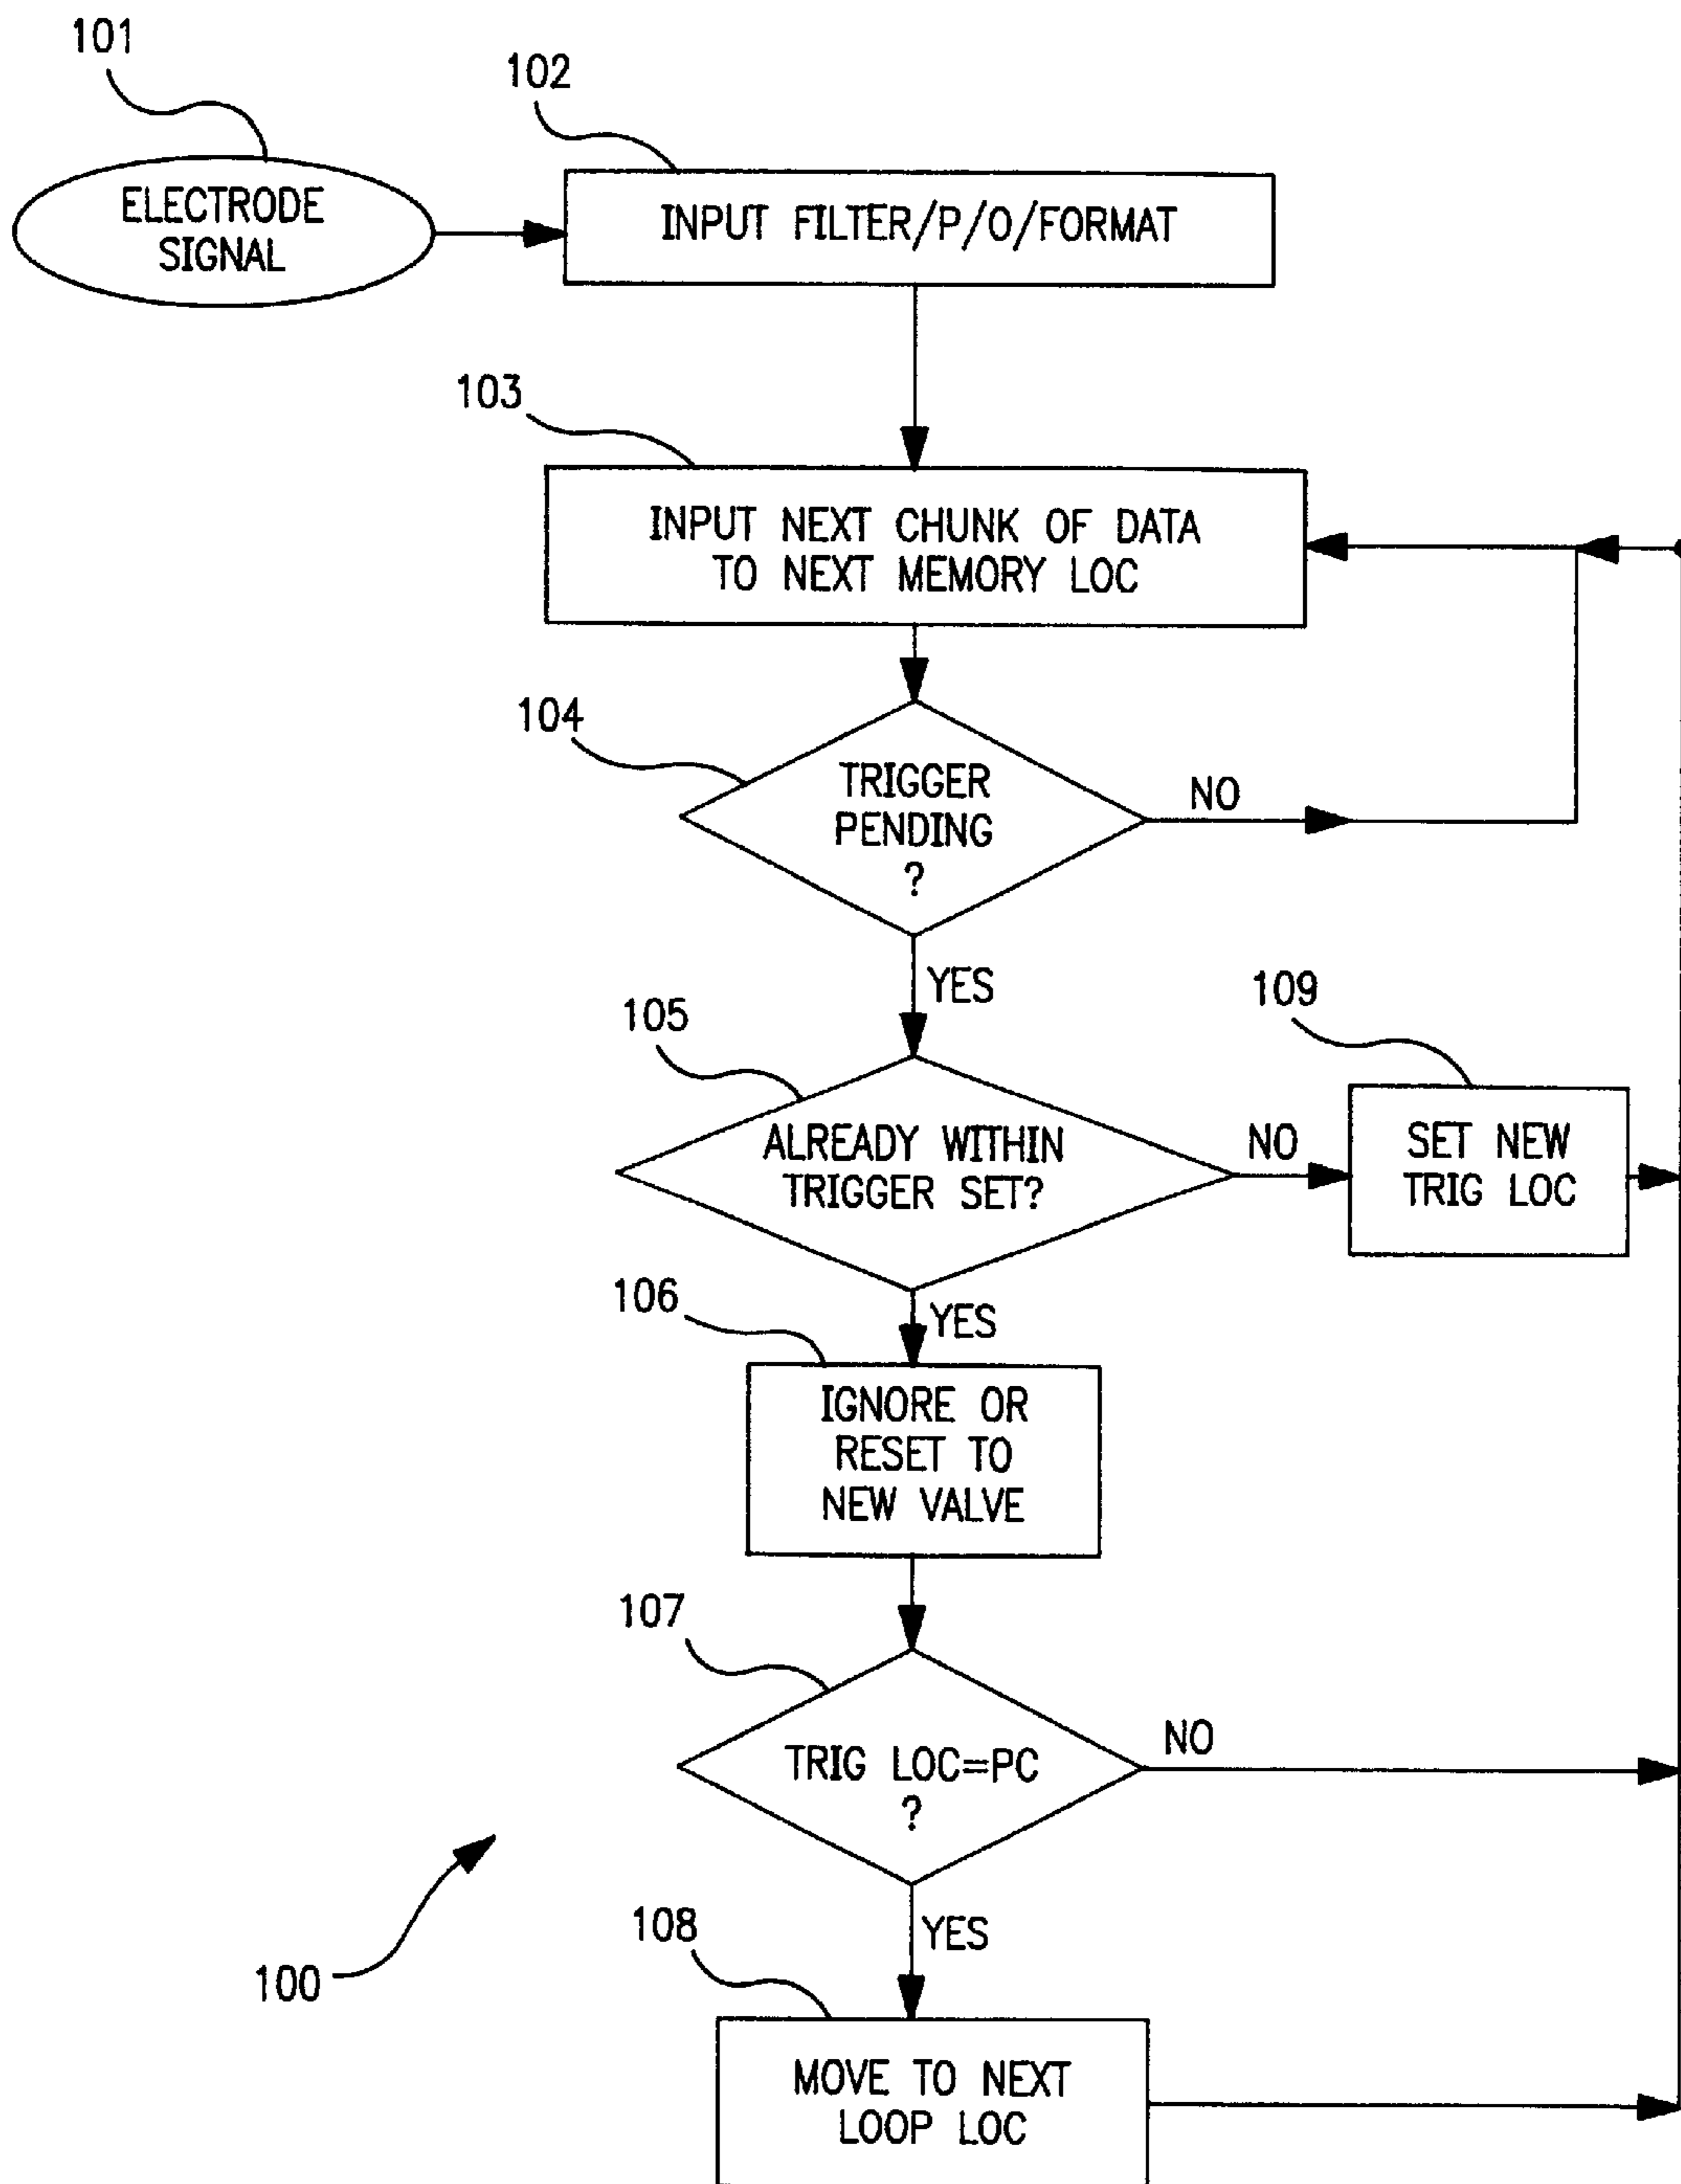 101
102
ELECTRODE
SIGNAL
INPUT FILTER/P/O/FORMAT
103
INPUT NEXT CHUNK OF DATA
TO NEXT MEMORY LOC
104
TRIGGER
PENDING
?
NO
YES
105
109
ALREADY WITHIN
TRIGGER SET?
NO
SET NEW
TRIG LOC
106
YES
IGNORE OR
RESET TO
NEW VALVE
107
TRIG LOC=PC
?
NO
100
108
YES
MOVE TO NEXT
LOOP LOC